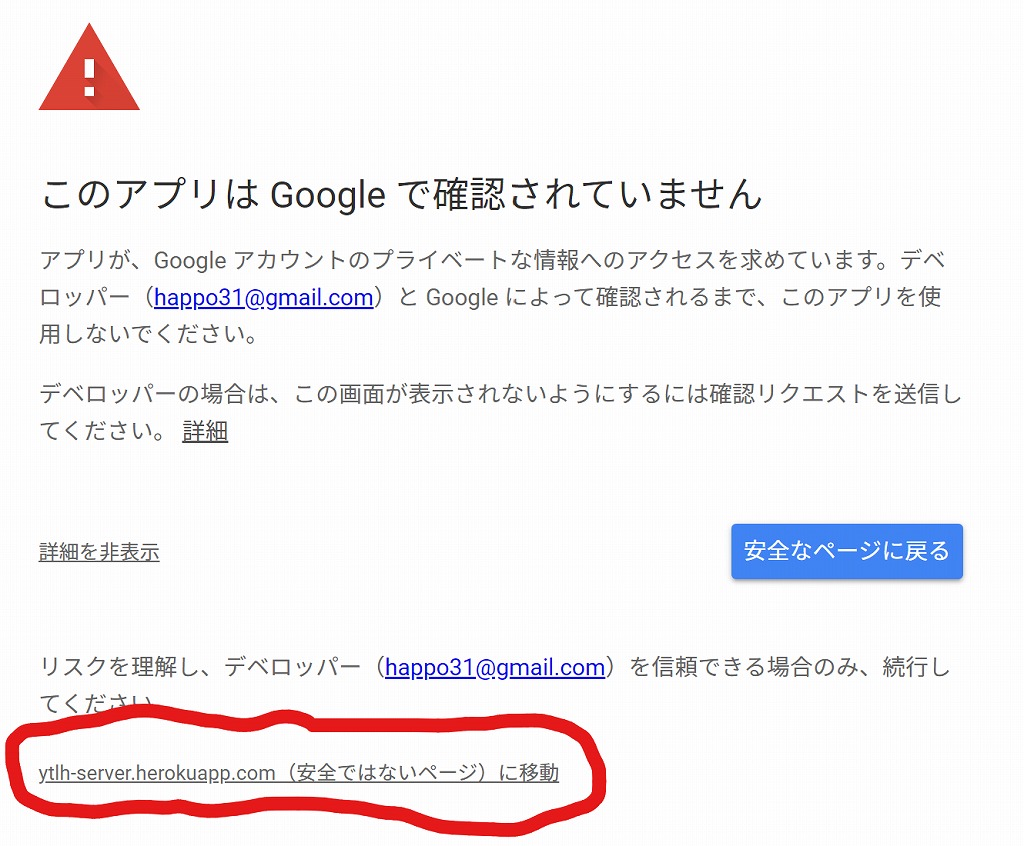 このアプリは Google で確認されていません
アプリが、Google アカウントのプライベートな情報へのアクセスを求めています。デベ
ロッパー（happo31@gmail.com）と Google によって確認されるまで、このアプリを使
用しないでください。
デベロッパーの場合は、この画面が表示されないようにするには確認リクエストを送信し
てください。 詳細
詳細を非表示
安全なページに戻る
リスクを理解し、デベロッパー（happo31@gmail.com）を信頼できる場合のみ、続行し
てください。
ytlh-server.herokuapp.com（安全ではないページ）に移動